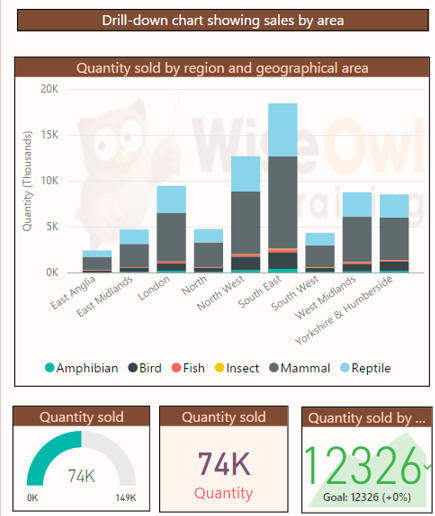 Drill-down chart showing sales by area
Quantity sold by region and geographical area
WiseOwl
Training
Quantity (Thousands)
20K
15K
10K
5K
0K
East Anglia
East Midlands
London
North
North West
South East
South West
West Midlands
Yorkshire & Humberside
Amphibian Bird Fish Insect Mammal Reptile
Quantity sold
74K
0K 149K
Quantity sold
74K
Quantity
Quantity sold by ...
12326
Goal: 12326 (+0%)